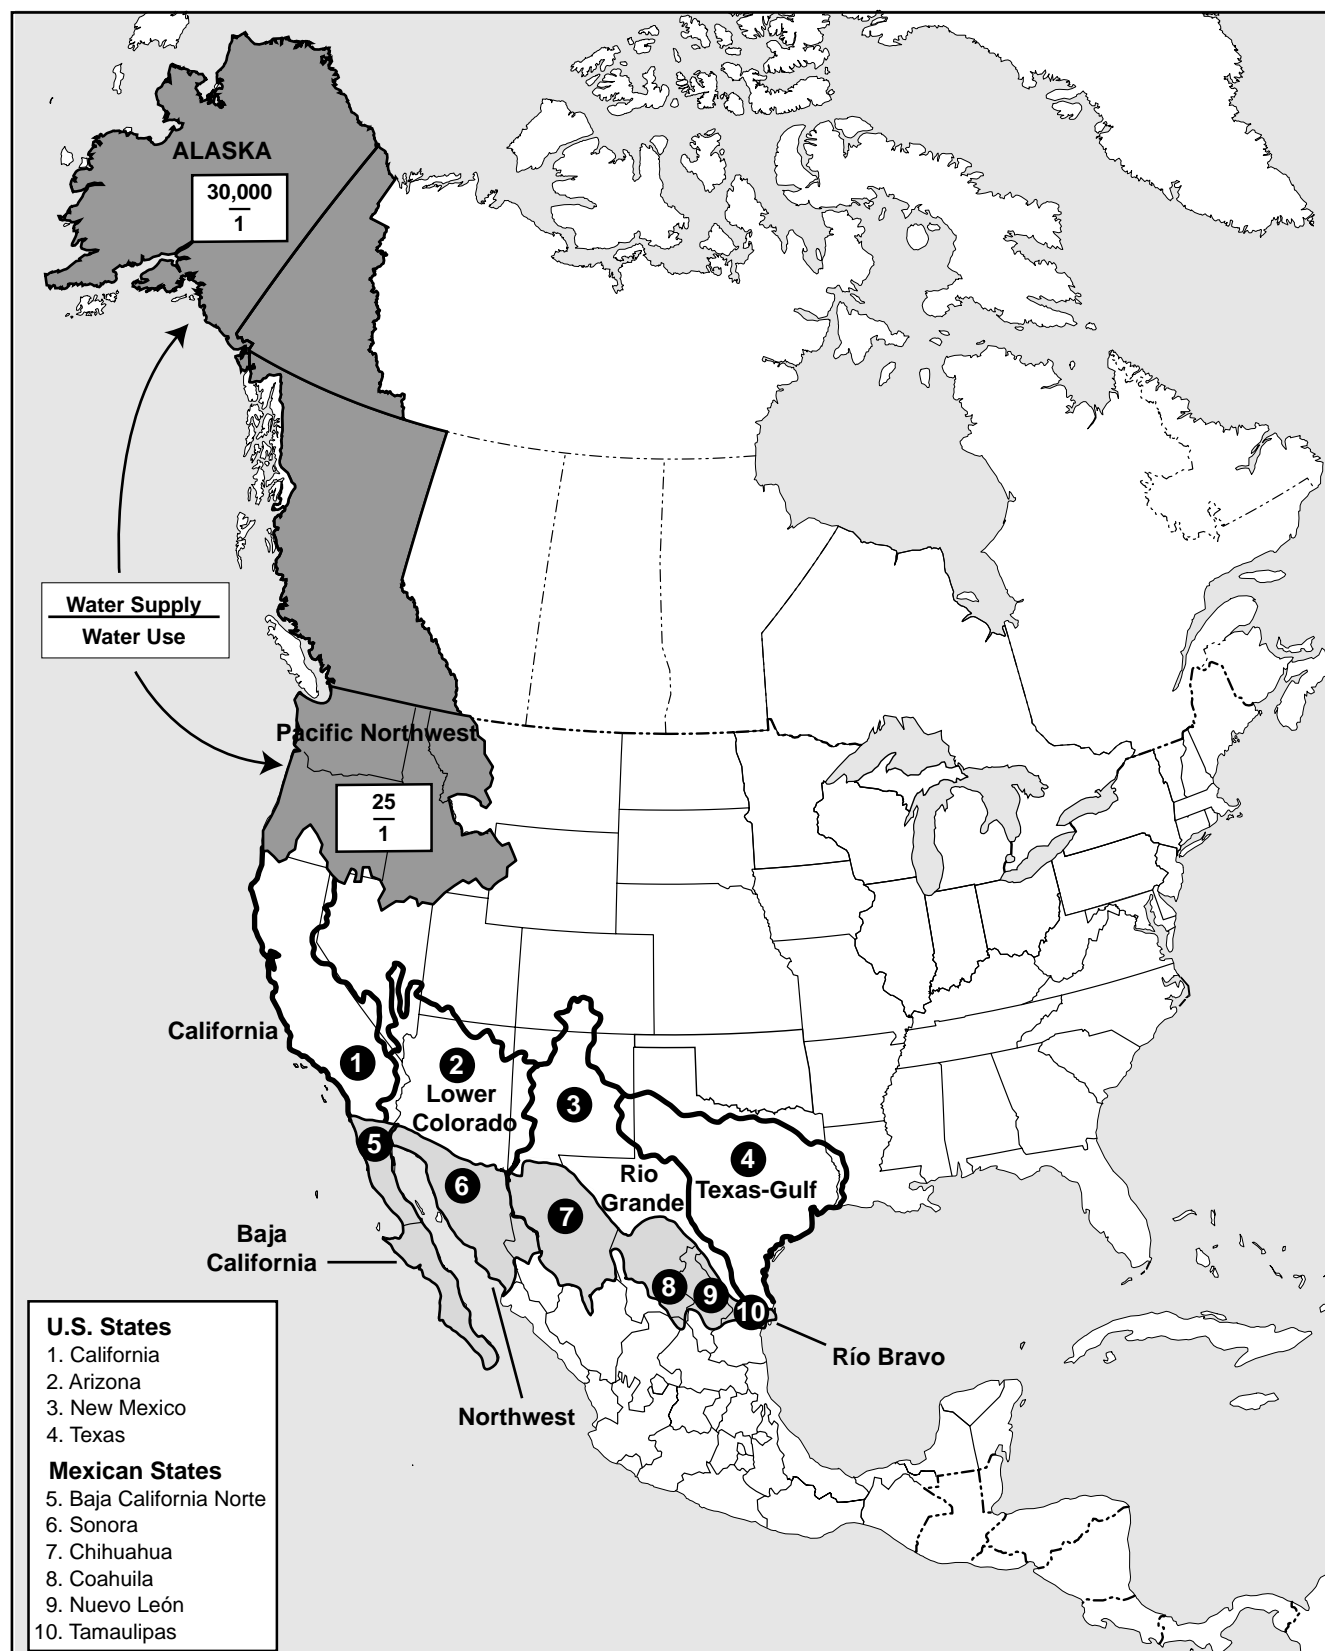 ALASKA
30,000
1
Water Supply
Water Use
Pacific Northwest
25
1
California
1
2
Lower
Colorado
3
4
Texas-Gulf
Rio
Grande
5
6
7
8
9
10
Baja
California
Northwest
Río Bravo
U.S. States
1. California
2. Arizona
3. New Mexico
4. Texas
Mexican States
5. Baja California Norte
6. Sonora
7. Chihuahua
8. Coahuila
9. Nuevo León
10. Tamaulipas